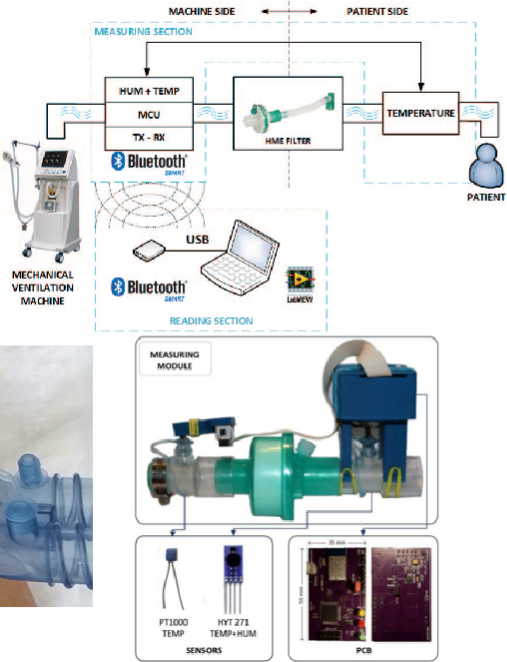 MACHINE SIDE
PATIENT SIDE
MEASURING SECTION
HUM + TEMP
MCU
TX - RX
HME FILTER
TEMPERATURE
Bluetooth®
SMART
PATIENT
MECHANICAL
VENTILATION
MACHINE
USB
Bluetooth®
SMART
LabVIEW
READING SECTION
MEASURING
MODULE
PT1000
TEMP
HYT 271
TEMP+HUM
SENSORS
35 mm
55 mm
PCB